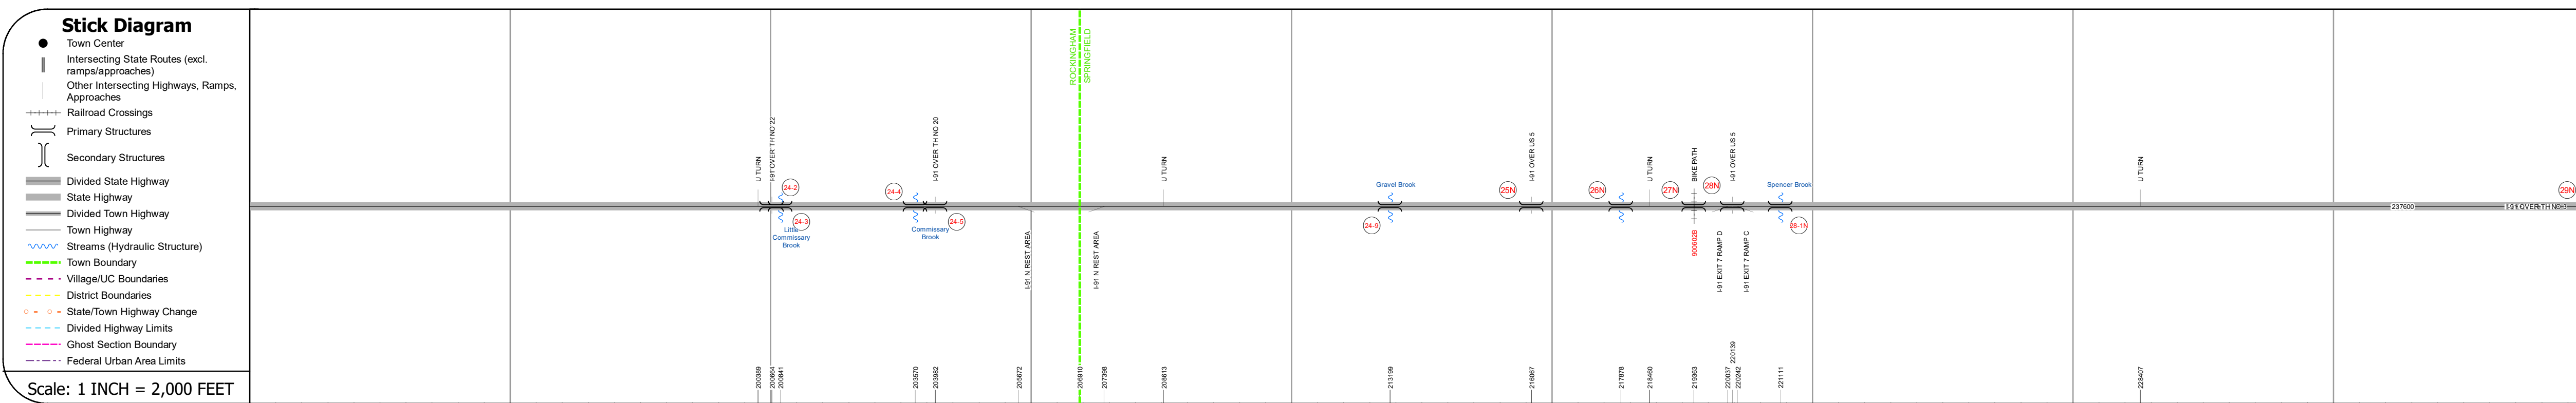 Stick Diagram
Town Center
Intersecting State Routes (excl.
ramps/approaches)
Other Intersecting Highways, Ramps,
Approaches
Railroad Crossings
Primary Structures
Secondary Structures
Divided State Highway
State Highway
Divided Town Highway
Town Highway
Streams (Hydraulic Structure)
Town Boundary
Village/UC Boundaries
District Boundaries
State/Town Highway Change
Divided Highway Limits
Ghost Section Boundary
Federal Urban Area Limits
Scale: 1 INCH = 2,000 FEET
ROCKINGHAM
SPRINGFIELD
U TURN
I-91 OVER TH NO 22
I-91 OVER TH NO 20
U TURN
I-91 OVER US 5
U TURN
BIKE PATH
I-91 OVER US 5
U TURN
24-2
24-4
Gravel Brook
25N
26N
27N
28N
Spencer Brook
29N
237600
24-3
Little
Commissary
Brook
Commissary
Brook
24-5
24-9
28-1N
I-91 N REST AREA
I-91 N REST AREA
900602B
I-91 EXIT 7 RAMP D
I-91 EXIT 7 RAMP C
200389
200664
200841
203570
203982
205672
206910
207398
208613
213199
216067
217878
218460
219363
220037
220139
220242
221111
228407